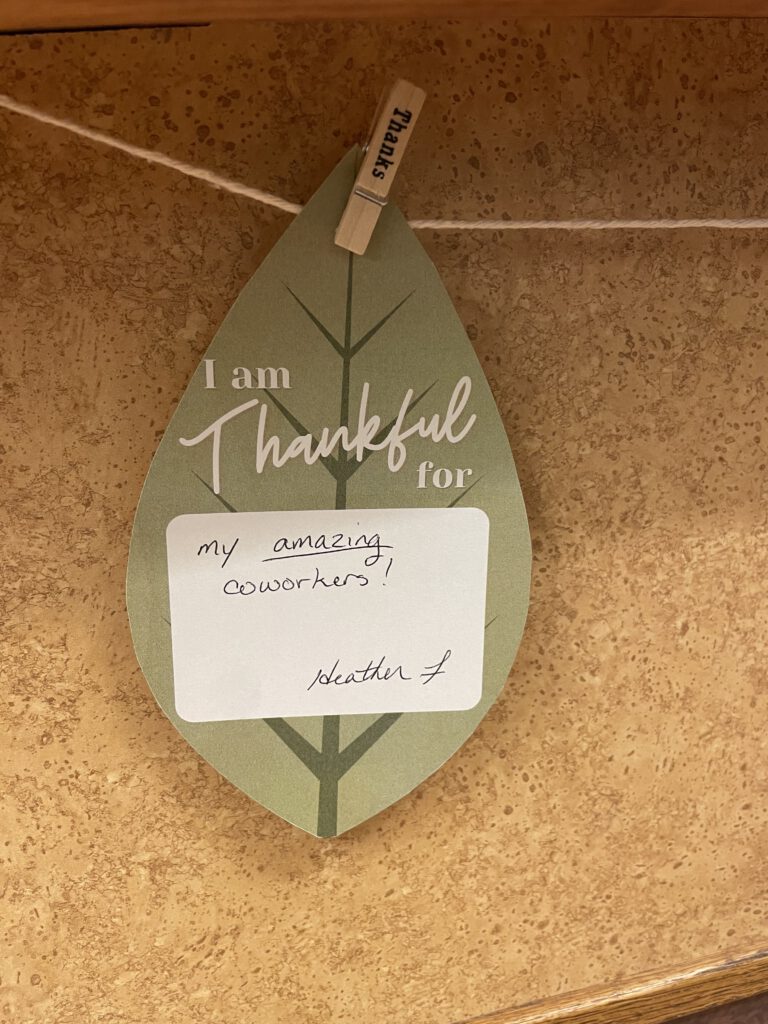 Thanks
I am
Thankful
for
my amazing
coworkers!
Heather F